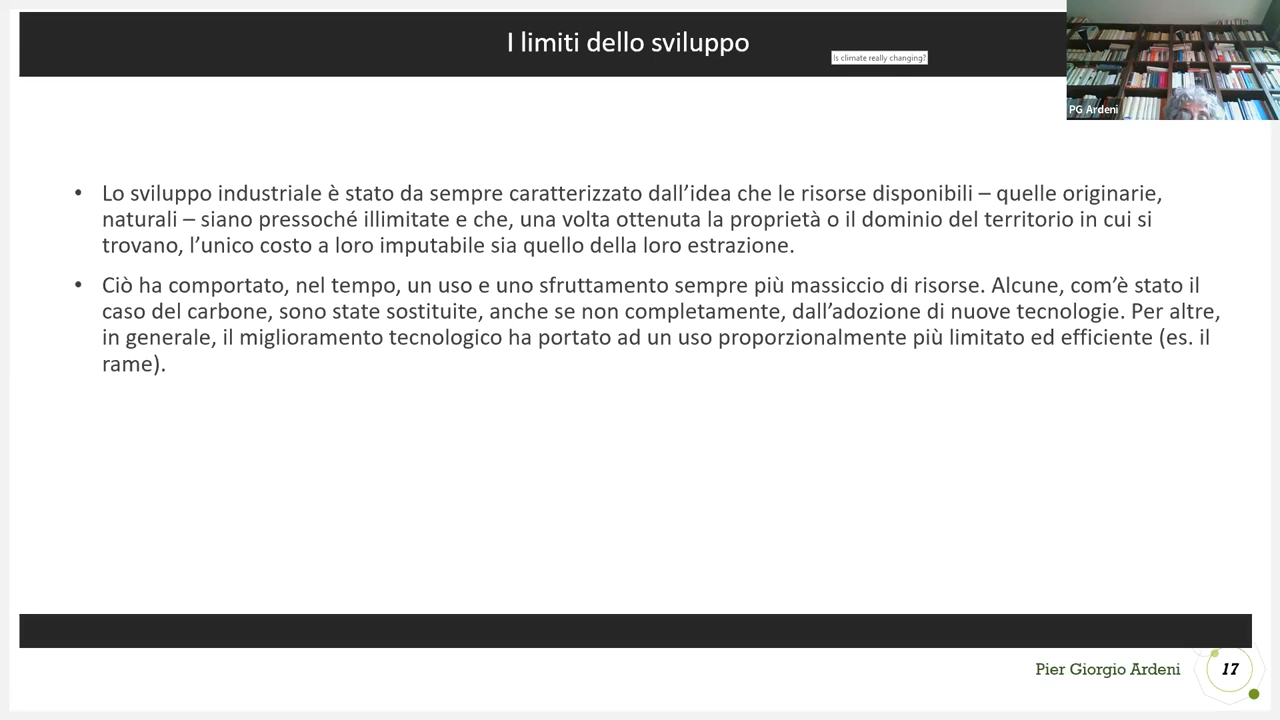 I limiti dello sviluppo
Is climate really changing?
PG Ardeni
• Lo sviluppo industriale è stato da sempre caratterizzato dall’idea che le risorse disponibili – quelle originarie,
naturali – siano pressoché illimitate e che, una volta ottenuta la proprietà o il dominio del territorio in cui si
trovano, l’unico costo a loro imputabile sia quello della loro estrazione.
• Ciò ha comportato, nel tempo, un uso e uno sfruttamento sempre più massiccio di risorse. Alcune, com’è stato il
caso del carbone, sono state sostituite, anche se non completamente, dall’adozione di nuove tecnologie. Per altre,
in generale, il miglioramento tecnologico ha portato ad un uso proporzionalmente più limitato ed efficiente (es. il
rame).
Pier Giorgio Ardeni
17